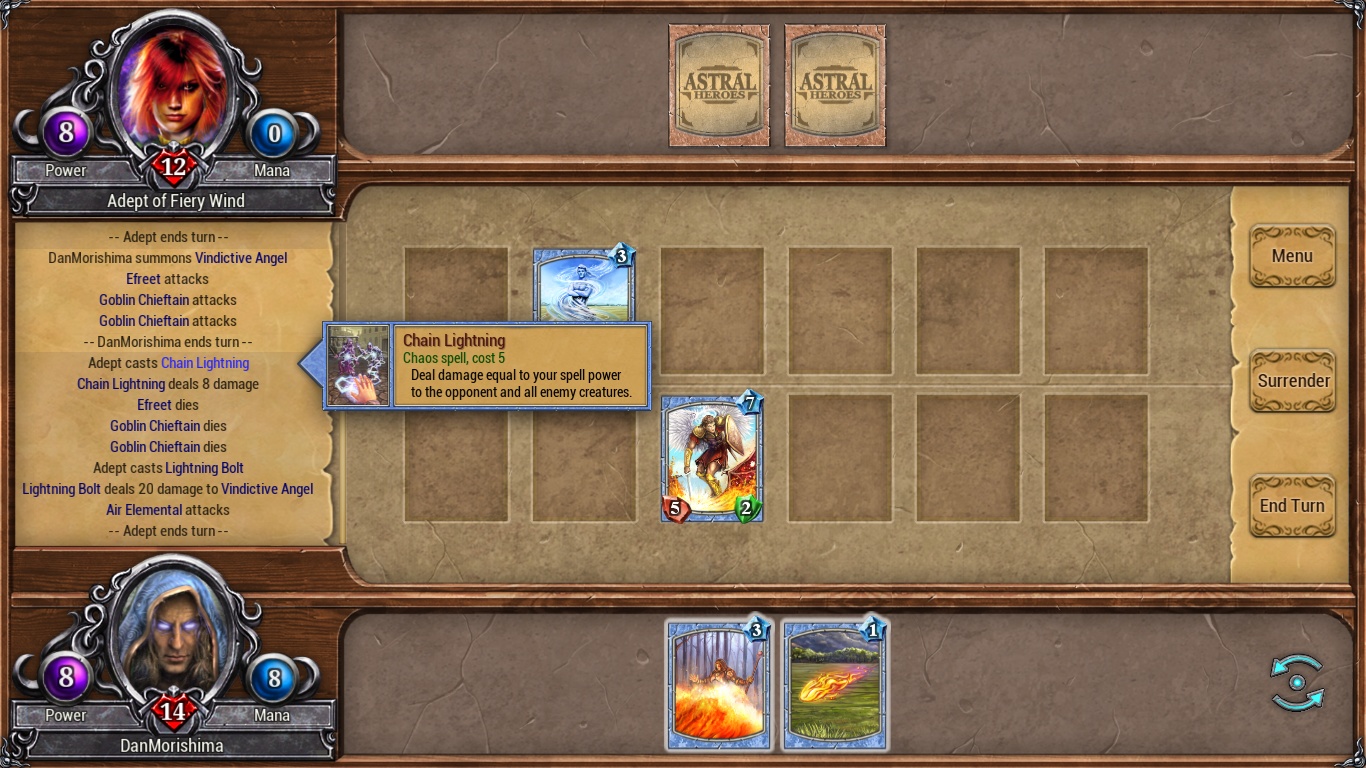 8
0
12
Power
Mana
Adept of Fiery Wind
ASTRAL
HEROES
ASTRAL
HEROES
-- Adept ends turn --
DanMorishima summons Vindictive Angel
Efreet attacks
Goblin Chieftain attacks
Goblin Chieftain attacks
-- DanMorishima ends turn --
Adept casts Chain Lightning
Chain Lightning deals 8 damage
Efreet dies
Goblin Chieftain dies
Goblin Chieftain dies
Adept casts Lightning Bolt
Lightning Bolt deals 20 damage to Vindictive Angel
Air Elemental attacks
-- Adept ends turn --
3
Chain Lightning
Chaos spell, cost 5
Deal damage equal to your spell power
to the opponent and all enemy creatures.
7
5
2
Menu
Surrender
End Turn
8
8
14
Power
Mana
DanMorishima
3
1